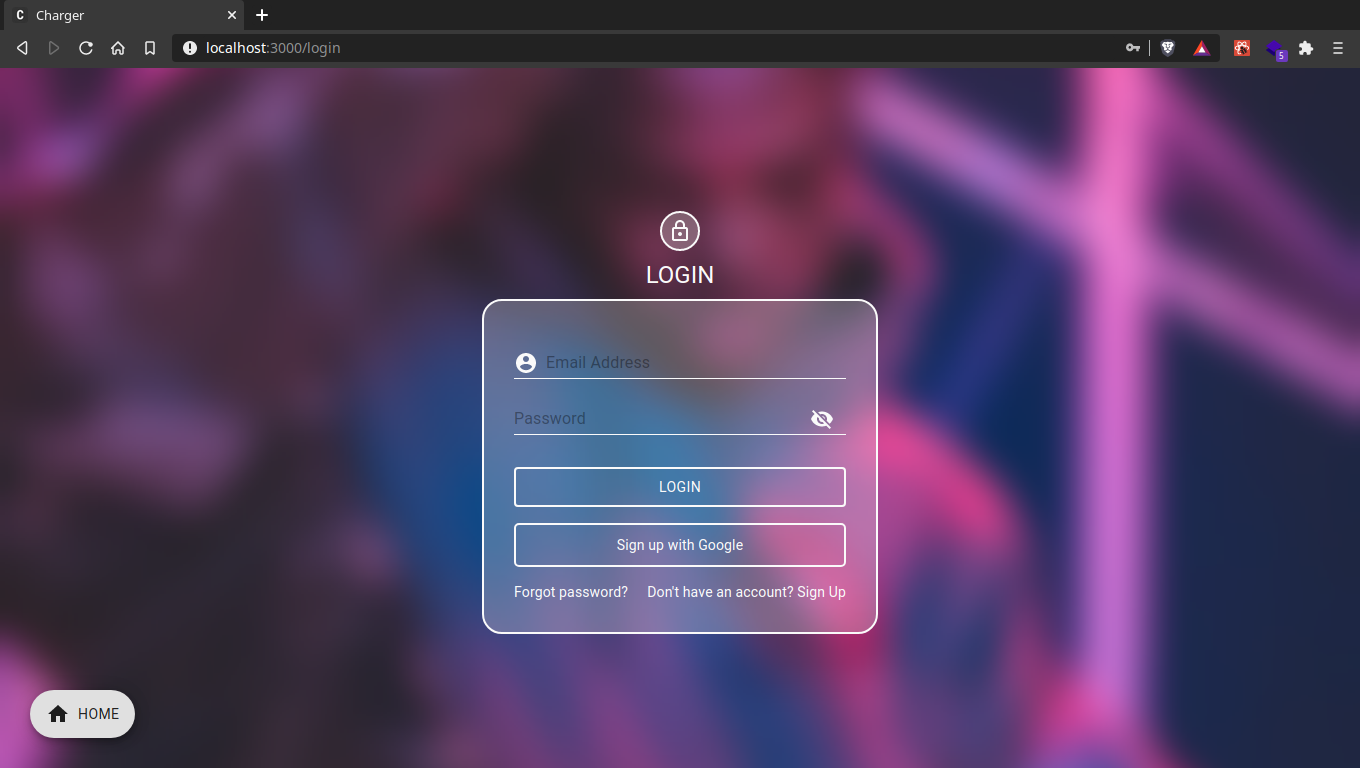 C Charger
localhost:3000/login
5
LOGIN
Email Address
Password
LOGIN
Sign up with Google
Forgot password? Don't have an account? Sign Up
HOME